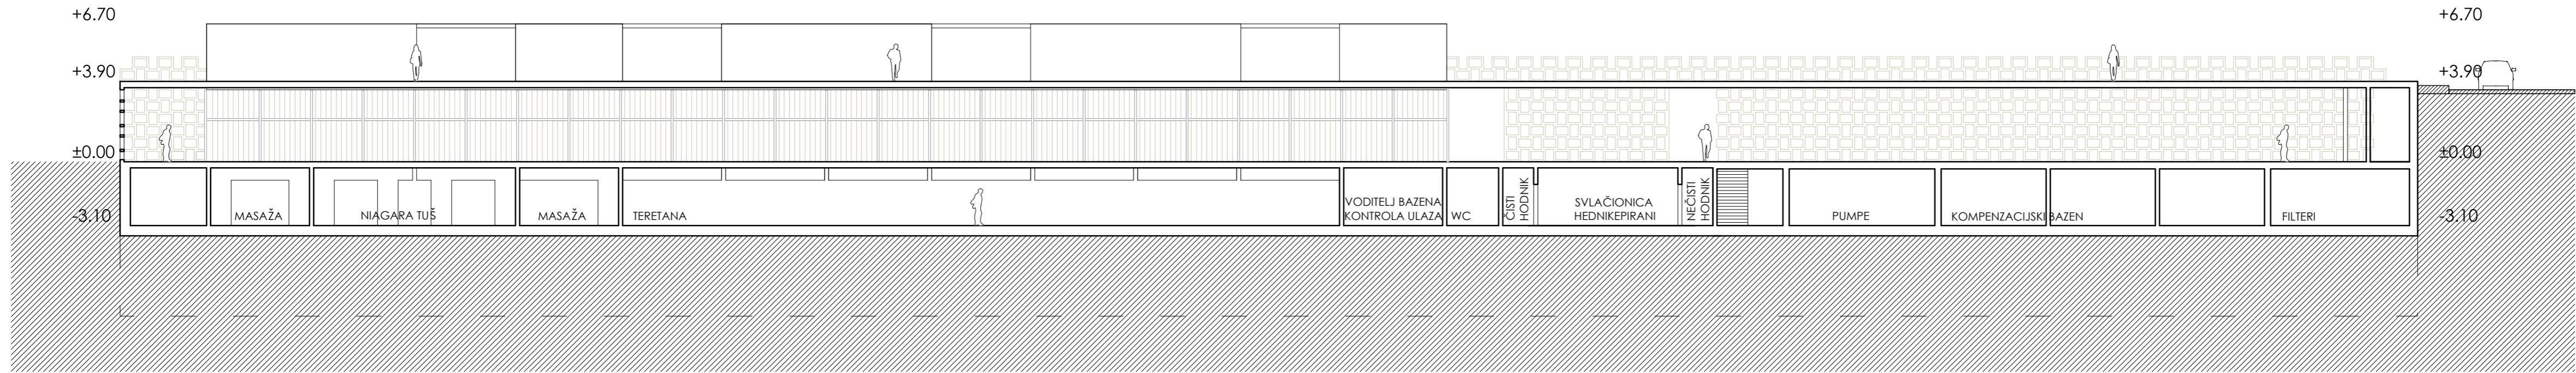 +6.70
+6.70
+3.90
+3.90
±0.00
±0.00
-3.10
MASAŽA
NIAGARA TUŠ
MASAŽA
TERETANA
VODITELJ BAZENA
KONTROLA ULAZA
WC
ČISTI
HODNIK
SVLAČIONICA
HEDNIKEPIRANI
NEČISTI
HODNIK
PUMPE
KOMPENZACIJSKI BAZEN
FILTERI
-3.10